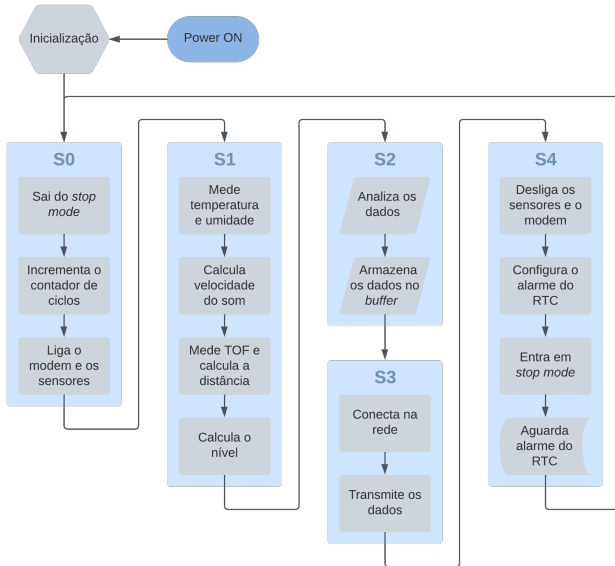 Inicialização
Power ON
S0
Sai do stop
mode
Incrementa o
contador de
ciclos
Liga o
modem e os
sensores
S1
Mede
temperatura
e umidade
Calcula
velocidade
do som
Mede TOF e
calcula a
distância
Calcula o
nível
S2
Analiza os
dados
Armazena
os dados no
buffer
S3
Conecta na
rede
Transmite os
dados
S4
Desliga os
sensores e o
modem
Configura o
alarme do
RTC
Entra em
stop mode
Aguarda
alarme do
RTC